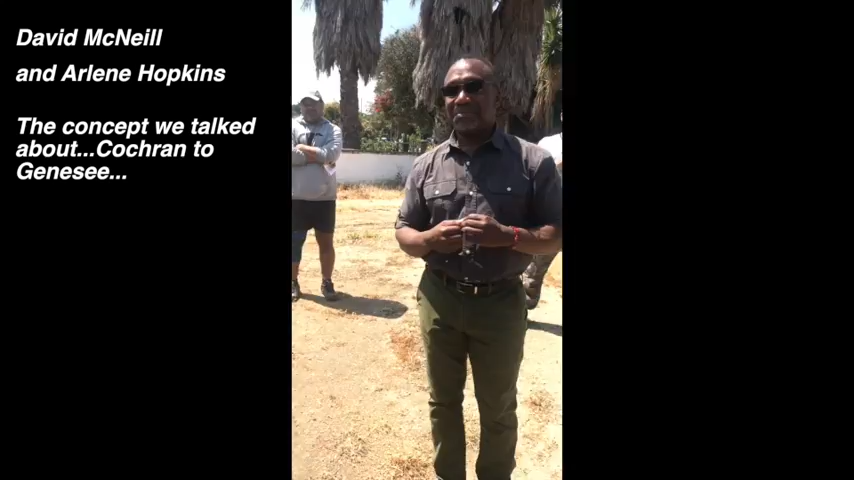 David McNeill
and Arlene Hopkins
The concept we talked
about...Cochran to
Genesee...